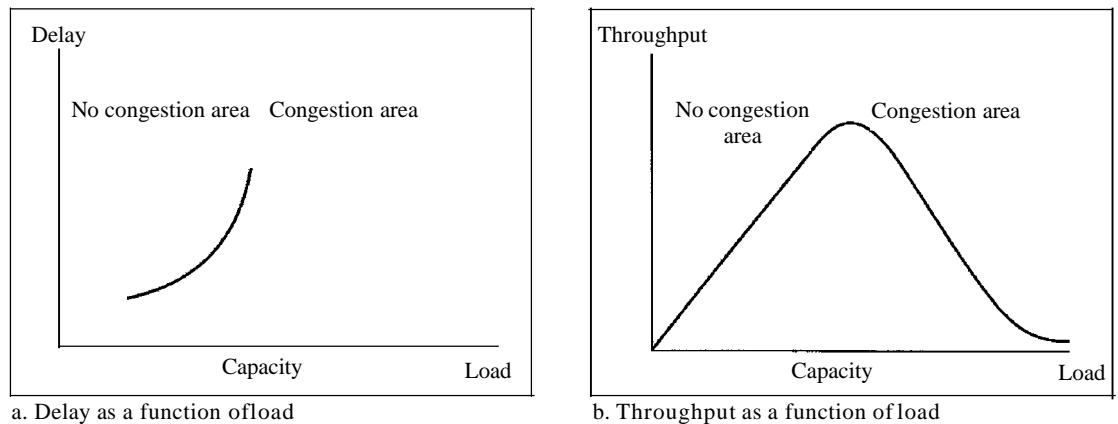 Delay
No congestion area Congestion area
Capacity
Load
a. Delay as a function ofload
Throughput
No congestion
area
Congestion area
Capacity
Load
b. Throughput as a function of load